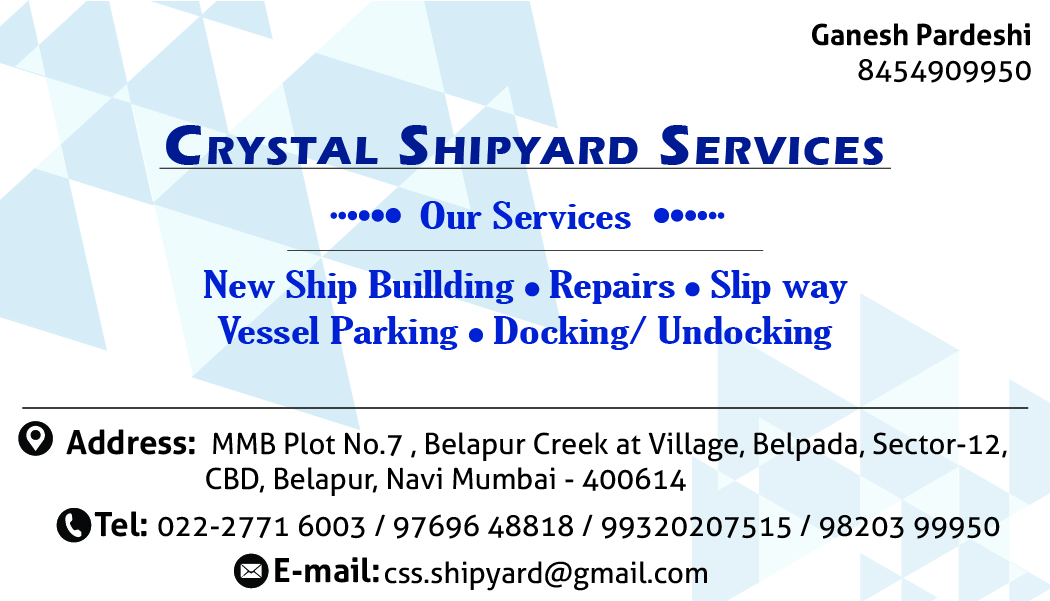 Ganesh Pardeshi
8454909950
CRYSTAL SHIPYARD SERVICES
Our Services
New Ship Buillding • Repairs • Slip way
Vessel Parking • Docking/ Undocking
Address: MMB Plot No.7 , Belapur Creek at Village, Belpada, Sector-12,
CBD, Belapur, Navi Mumbai - 400614
Tel: 022-2771 6003 / 97696 48818 / 99320207515 / 98203 99950
E-mail: css.shipyard@gmail.com